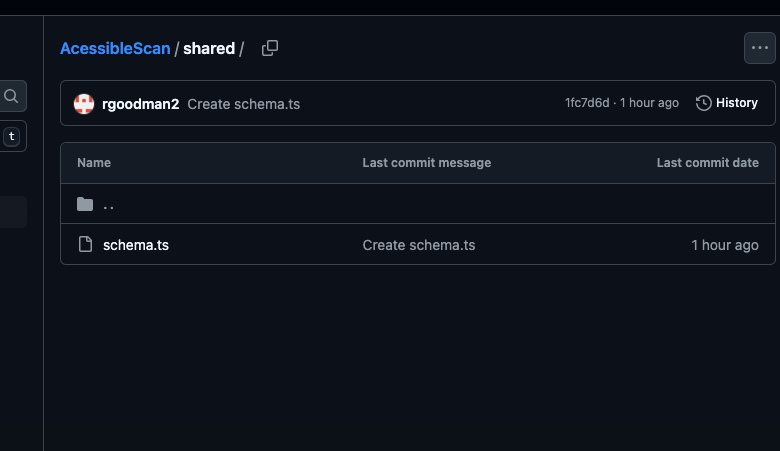 AcessibleScan / shared /
rgoodman2 Create schema.ts 1fc7d6d · 1 hour ago History
t
Name Last commit message Last commit date
..
schema.ts Create schema.ts 1 hour ago